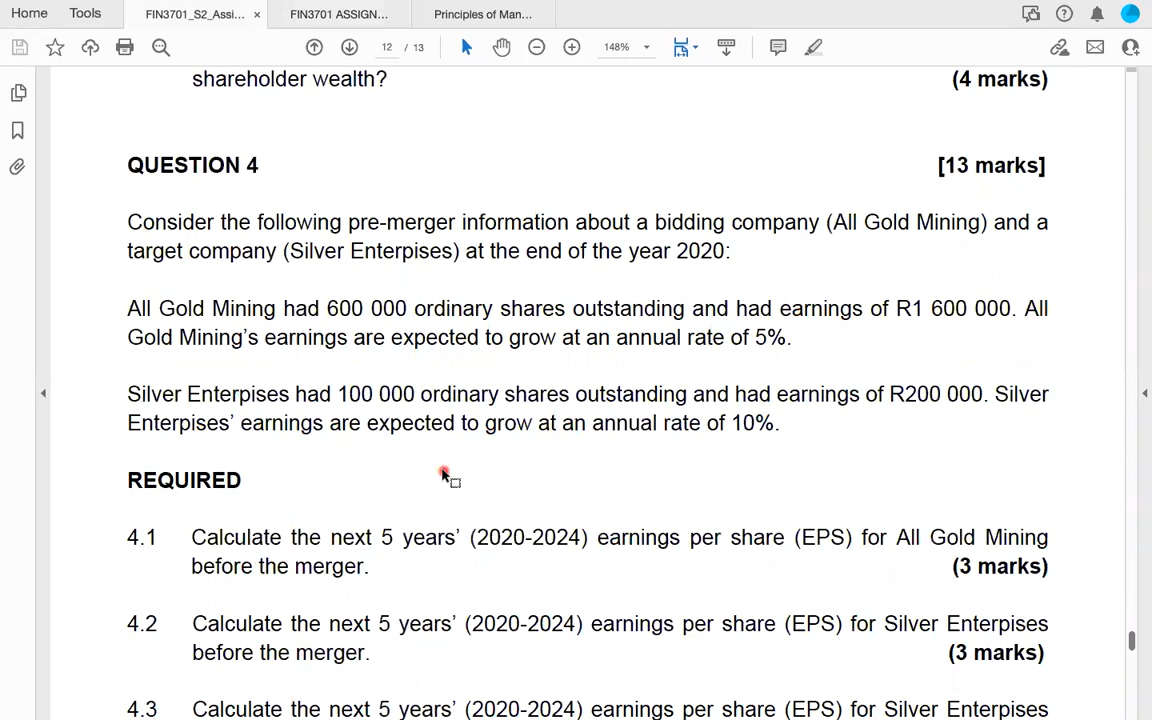 Home Tools FIN3701_S2_Assi... × FIN3701 ASSIGN... Principles of Man...
12 / 13 148%
shareholder wealth? (4 marks)
QUESTION 4 [13 marks]
Consider the following pre-merger information about a bidding company (All Gold Mining) and a
target company (Silver Enterpises) at the end of the year 2020:
All Gold Mining had 600 000 ordinary shares outstanding and had earnings of R1 600 000. All
Gold Mining's earnings are expected to grow at an annual rate of 5%.
Silver Enterpises had 100 000 ordinary shares outstanding and had earnings of R200 000. Silver
Enterpises' earnings are expected to grow at an annual rate of 10%.
REQUIRED
4.1 Calculate the next 5 years' (2020-2024) earnings per share (EPS) for All Gold Mining
before the merger. (3 marks)
4.2 Calculate the next 5 years' (2020-2024) earnings per share (EPS) for Silver Enterpises
before the merger. (3 marks)
4.3 Calculate the next 5 years' (2020-2024) earnings per share (EPS) for Silver Enterpises